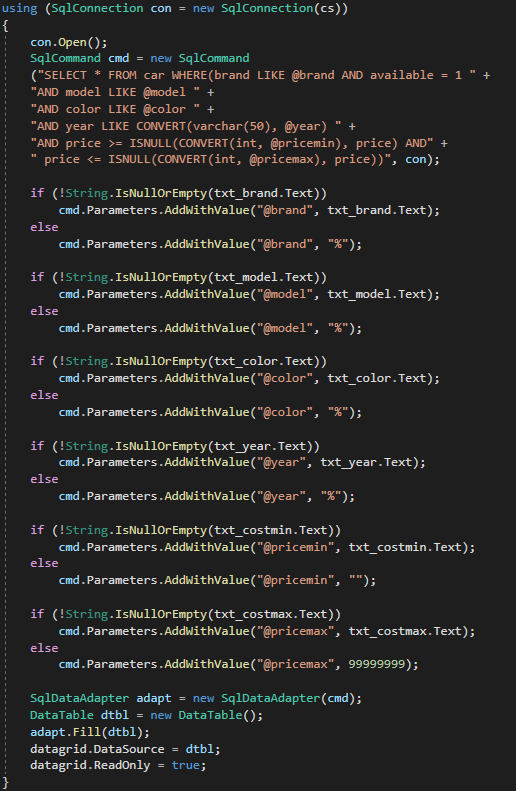 using (SqlConnection con = new SqlConnection(cs))
{
con.Open();
SqlCommand cmd = new SqlCommand
("SELECT * FROM car WHERE(brand LIKE @brand AND available = 1 " +
"AND model LIKE @model " +
"AND color LIKE @color " +
"AND year LIKE CONVERT(varchar(50), @year) " +
"AND price >= ISNULL(CONVERT(int, @pricemin), price) AND" +
" price <= ISNULL(CONVERT(int, @pricemax), price))", con);
if (!String.IsNullOrEmpty(txt_brand.Text))
cmd.Parameters.AddWithValue("@brand", txt_brand.Text);
else
cmd.Parameters.AddWithValue("@brand", "%");
if (!String.IsNullOrEmpty(txt_model.Text))
cmd.Parameters.AddWithValue("@model", txt_model.Text);
else
cmd.Parameters.AddWithValue("@model", "%");
if (!String.IsNullOrEmpty(txt_color.Text))
cmd.Parameters.AddWithValue("@color", txt_color.Text);
else
cmd.Parameters.AddWithValue("@color", "%");
if (!String.IsNullOrEmpty(txt_year.Text))
cmd.Parameters.AddWithValue("@year", txt_year.Text);
else
cmd.Parameters.AddWithValue("@year", "%");
if (!String.IsNullOrEmpty(txt_costmin.Text))
cmd.Parameters.AddWithValue("@pricemin", txt_costmin.Text);
else
cmd.Parameters.AddWithValue("@pricemin", "");
if (!String.IsNullOrEmpty(txt_costmax.Text))
cmd.Parameters.AddWithValue("@pricemax", txt_costmax.Text);
else
cmd.Parameters.AddWithValue("@pricemax", 99999999);
SqlDataAdapter adapt = new SqlDataAdapter(cmd);
DataTable dtbl = new DataTable();
adapt.Fill(dtbl);
datagrid.DataSource = dtbl;
datagrid.ReadOnly = true;
}